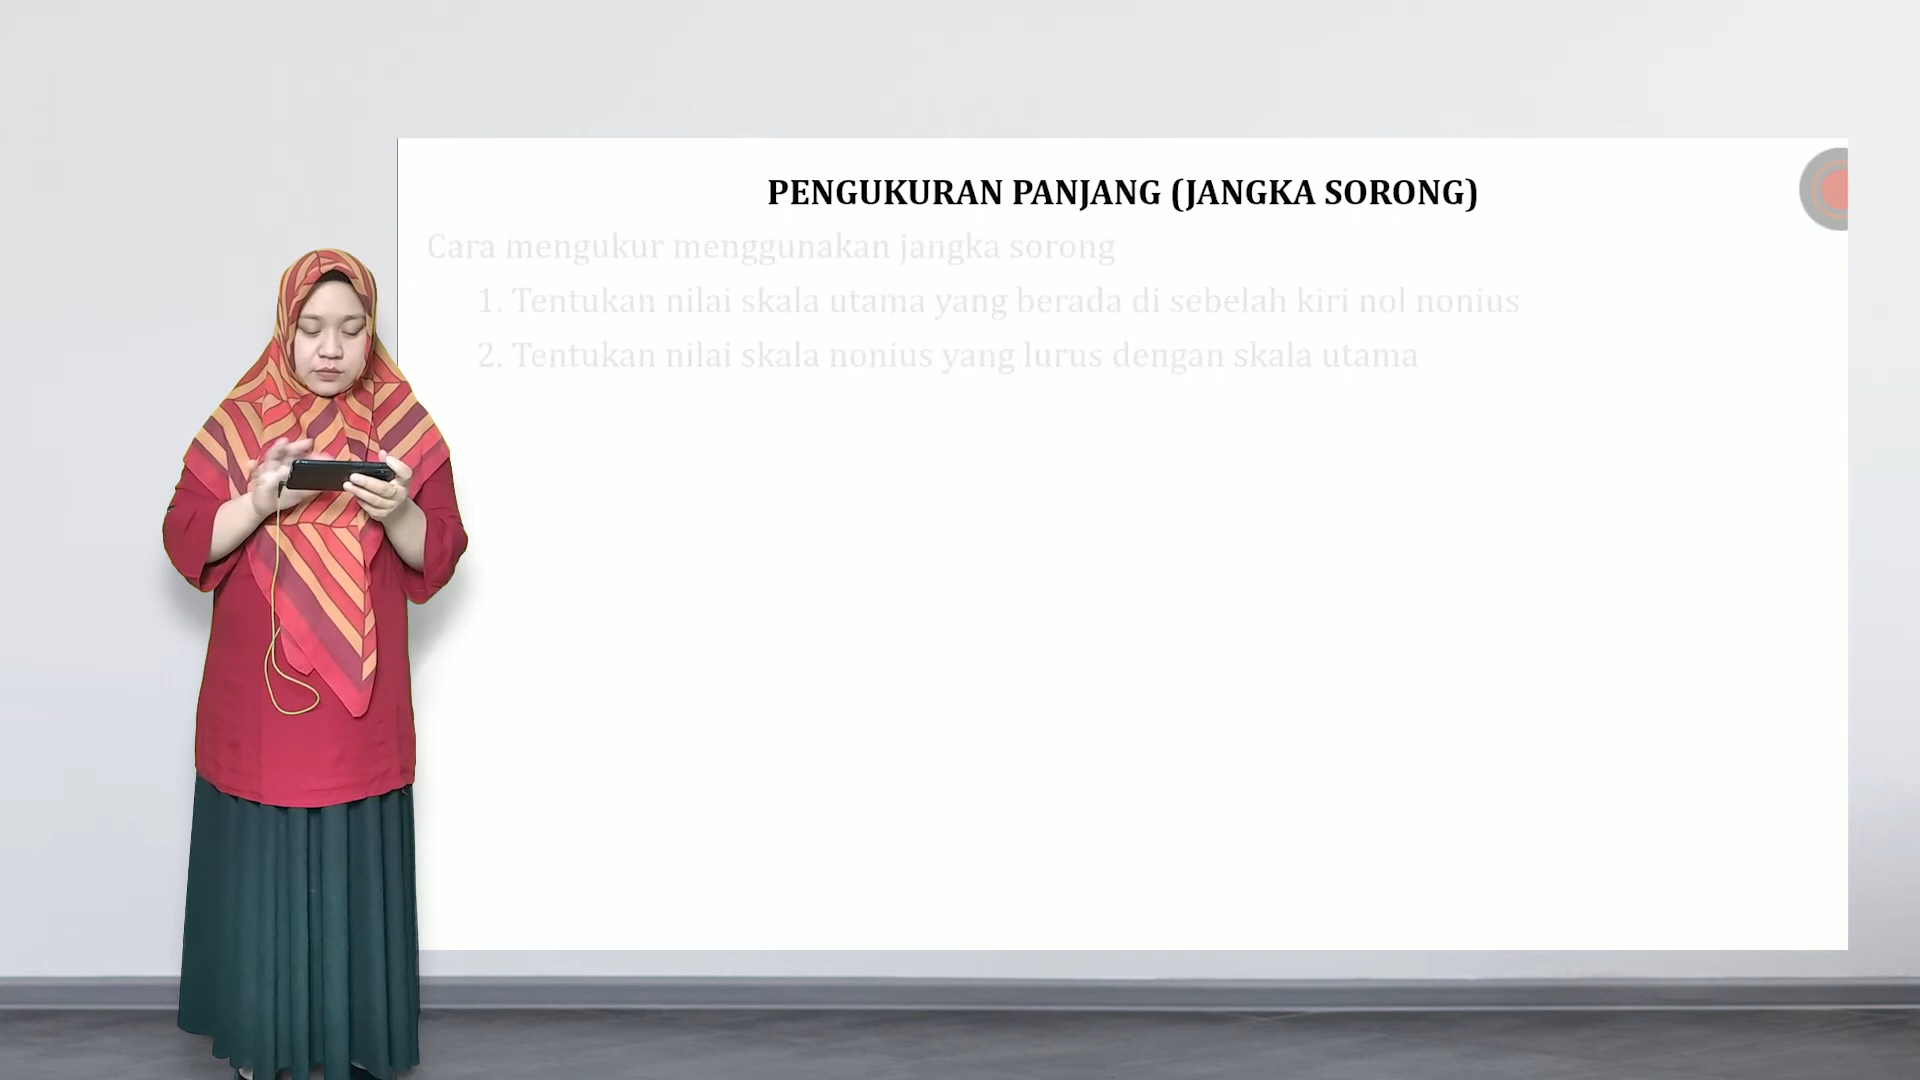 PENGUKURAN PANJANG (JANGKA SORONG)
Cara mengukur menggunakan jangka sorong
1. Tentukan nilai skala utama yang berada di sebelah kiri nol nonius
2. Tentukan nilai skala nonius yang lurus dengan skala utama